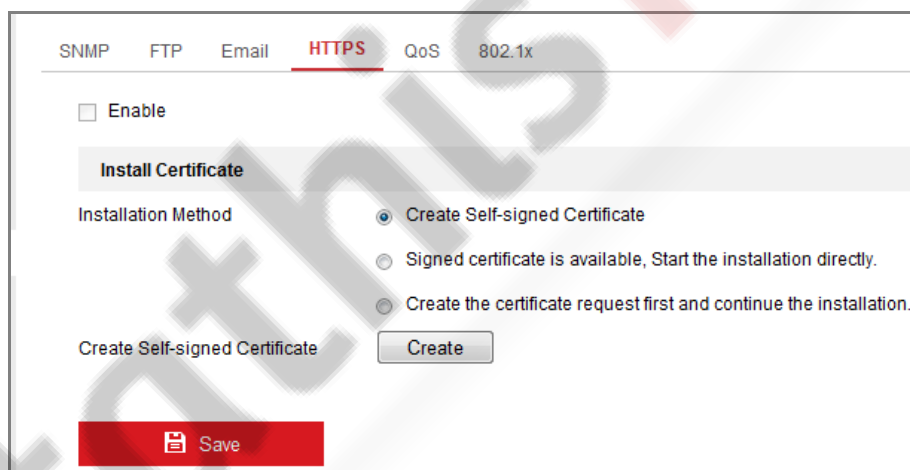 SNMP FTP Email HTTPS QoS 802.1x
Enable
Install Certificate
Installation Method
Create Self-signed Certificate
Signed certificate is available, Start the installation directly.
Create the certificate request first and continue the installation.
Create Self-signed Certificate Create
Save